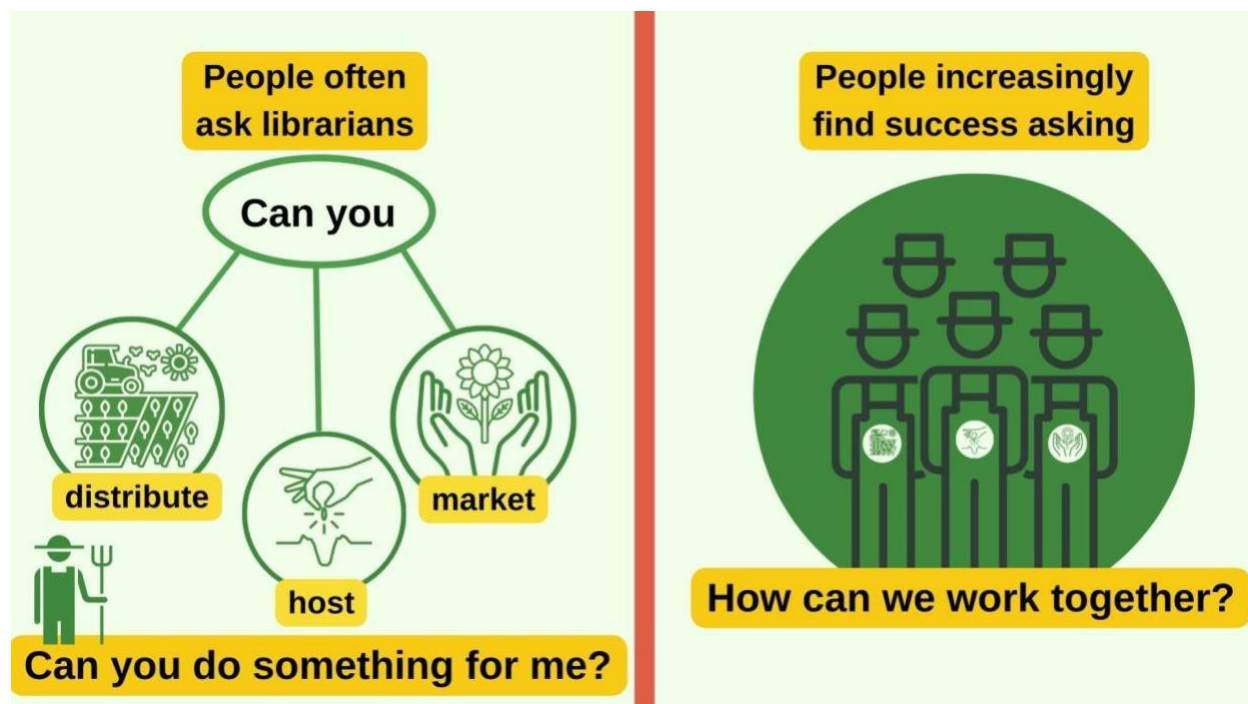 People often
ask librarians
Can you
distribute
host
market
Can you do something for me?
People increasingly
find success asking
How can we work together?